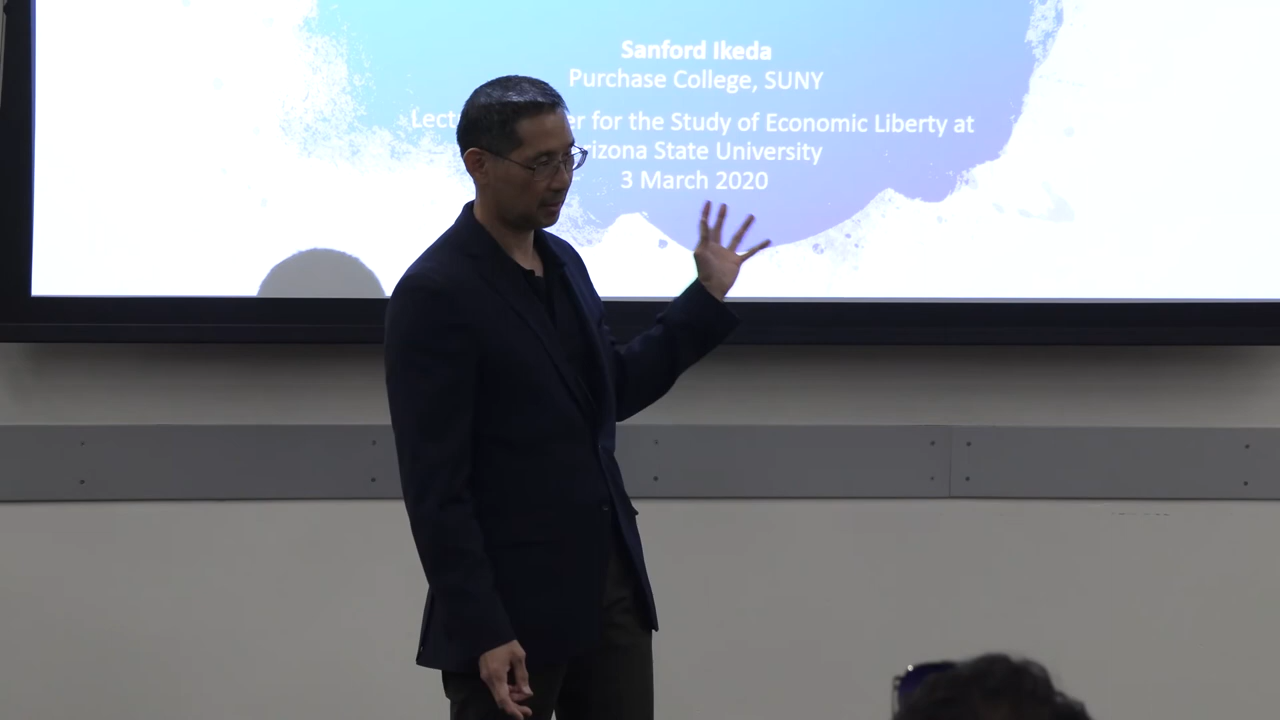 Sanford Ikeda
Purchase College, SUNY
for the Study of Economic Liberty at
State University
3 March 2020